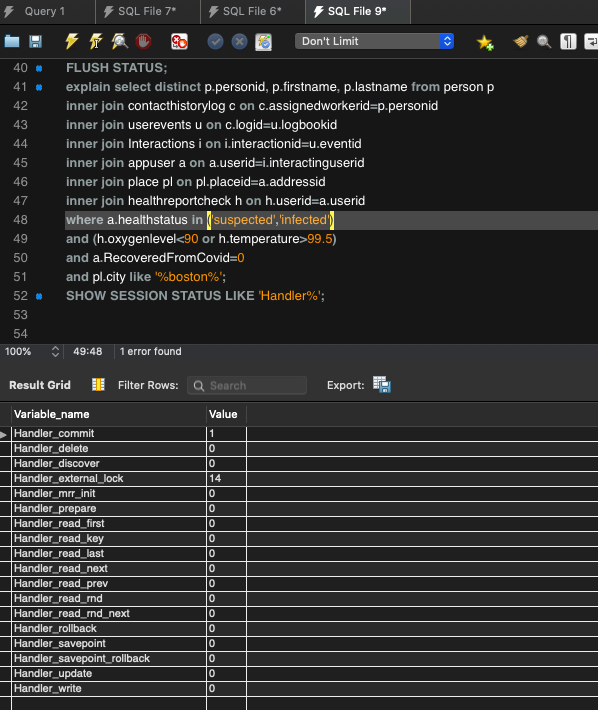 Query 1 SQL File 7* SQL File 6* SQL File 9*
Don't Limit
40 FLUSH STATUS;
41 explain select distinct p.personid, p.firstname, p.lastname from person p
42 inner join contacthistorylog c on c.assignedworkerid=p.personid
43 inner join userevents u on c.logid=u.logbookid
44 inner join Interactions i on i.interactionid=u.eventid
45 inner join appuser a on a.userid=i.interactinguserid
46 inner join place pl on pl.placeid=a.addressid
47 inner join healthreportcheck h on h.userid=a.userid
48 where a.healthstatus in ('suspected','infected')
49 and (h.oxygenlevel<90 or h.temperature>99.5)
50 and a.RecoveredFromCovid=0
51 and pl.city like '%boston%';
52 SHOW SESSION STATUS LIKE 'Handler%';
53
54
100% 49:48 1 error found
Result Grid Filter Rows: Search Export:
Variable_name Value
Handler_commit 1
Handler_delete 0
Handler_discover 0
Handler_external_lock 14
Handler_mrr_init 0
Handler_prepare 0
Handler_read_first 0
Handler_read_key 0
Handler_read_last 0
Handler_read_next 0
Handler_read_prev 0
Handler_read_rnd 0
Handler_read_rnd_next 0
Handler_rollback 0
Handler_savepoint 0
Handler_savepoint_rollback 0
Handler_update 0
Handler_write 0